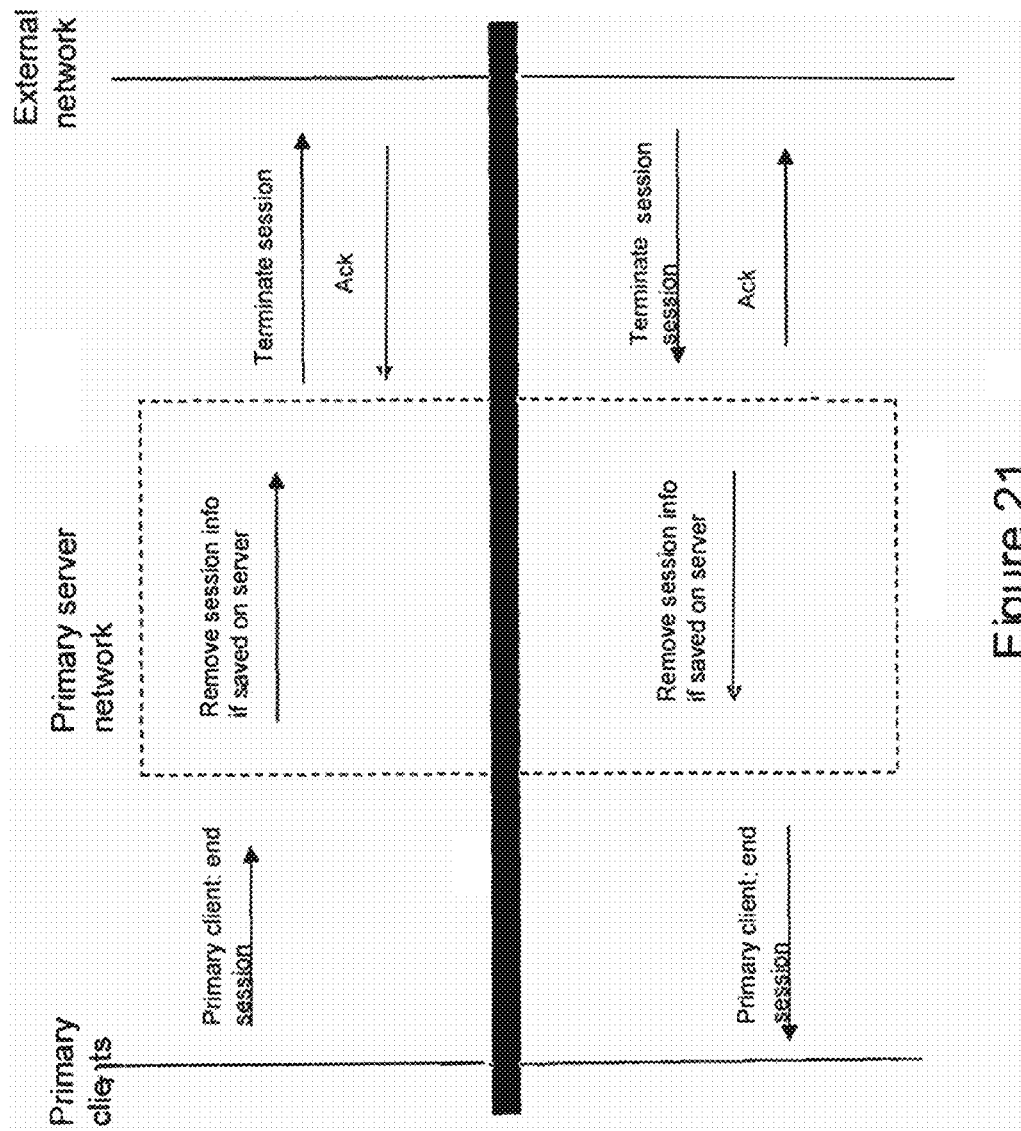 Primary
clients
Primary server
network
External
network
Primary client: end
session
Remove session info
if saved on server
Terminate session
Ack
Primary client: end
session
Remove session info
if saved on server
Terminate session
session
Ack
Figure 21